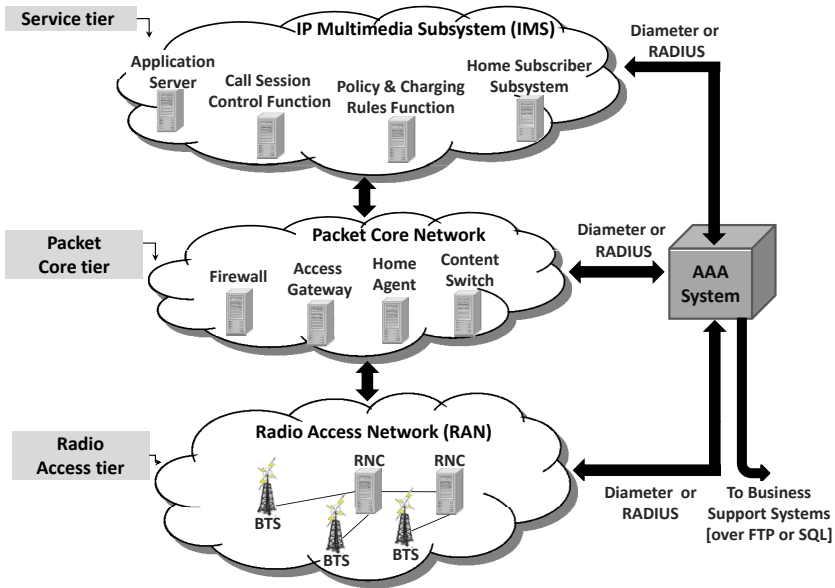 Service tier
IP Multimedia Subsystem (IMS)
Application
Server
Call Session
Control Function
Policy & Charging
Rules Function
Home Subscriber
Subsystem
Diameter or
RADIUS
Packet
Core tier
Packet Core Network
Firewall
Access
Gateway
Home
Agent
Content
Switch
Diameter or
RADIUS
AAA
System
Radio
Access tier
Radio Access Network (RAN)
RNC
RNC
BTS
BTS
BTS
Diameter or
RADIUS
To Business
Support Systems
[over FTP or SQL]